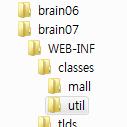 brain06
brain07
WEB-INF
classes
mall
util
tlds